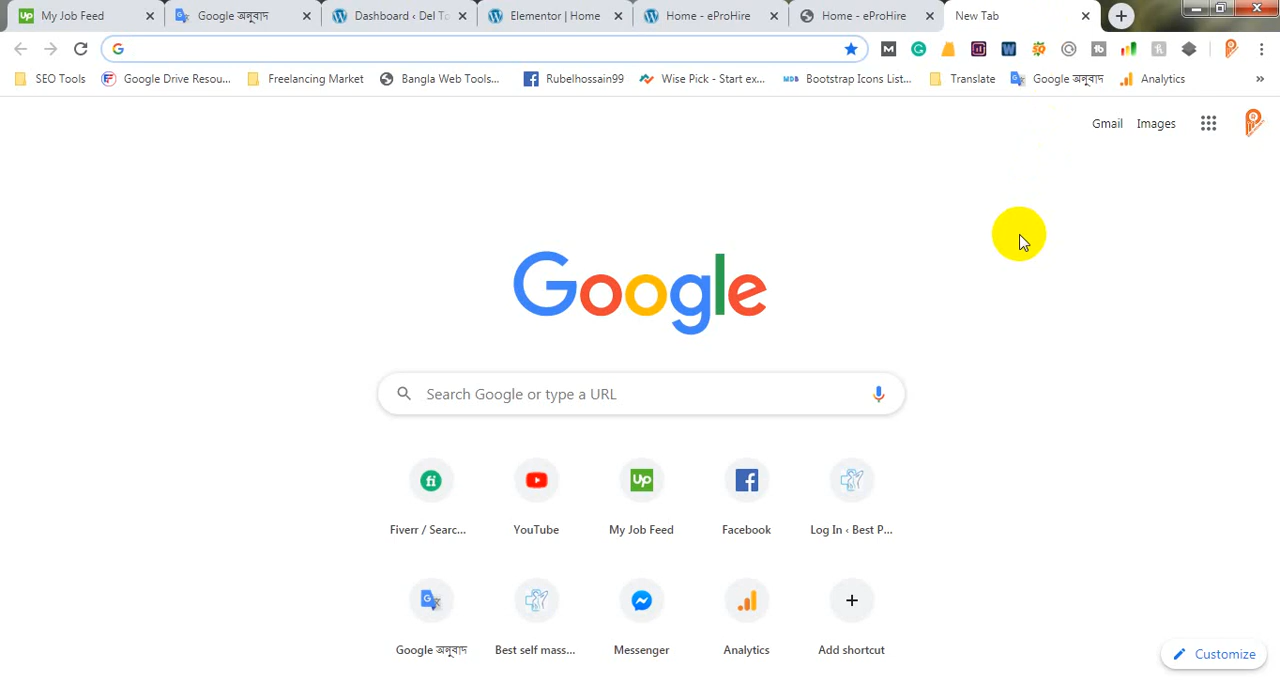 My Job Feed
Google অনুবাদ
Dashboard ‹ Del To
Elementor | Home
Home - eProHire
Home - eProHire
New Tab
SEO Tools
Google Drive Resou...
Freelancing Market
Bangla Web Tools...
Rubelhossain99
Wise Pick - Start ex...
Bootstrap Icons List...
Translate
Google অনুবাদ
Analytics
Gmail
Images
Google
Search Google or type a URL
Fiverr / Searc...
YouTube
My Job Feed
Facebook
Log In ‹ Best P...
Google অনুবাদ
Best self mass...
Messenger
Analytics
Add shortcut
Customize